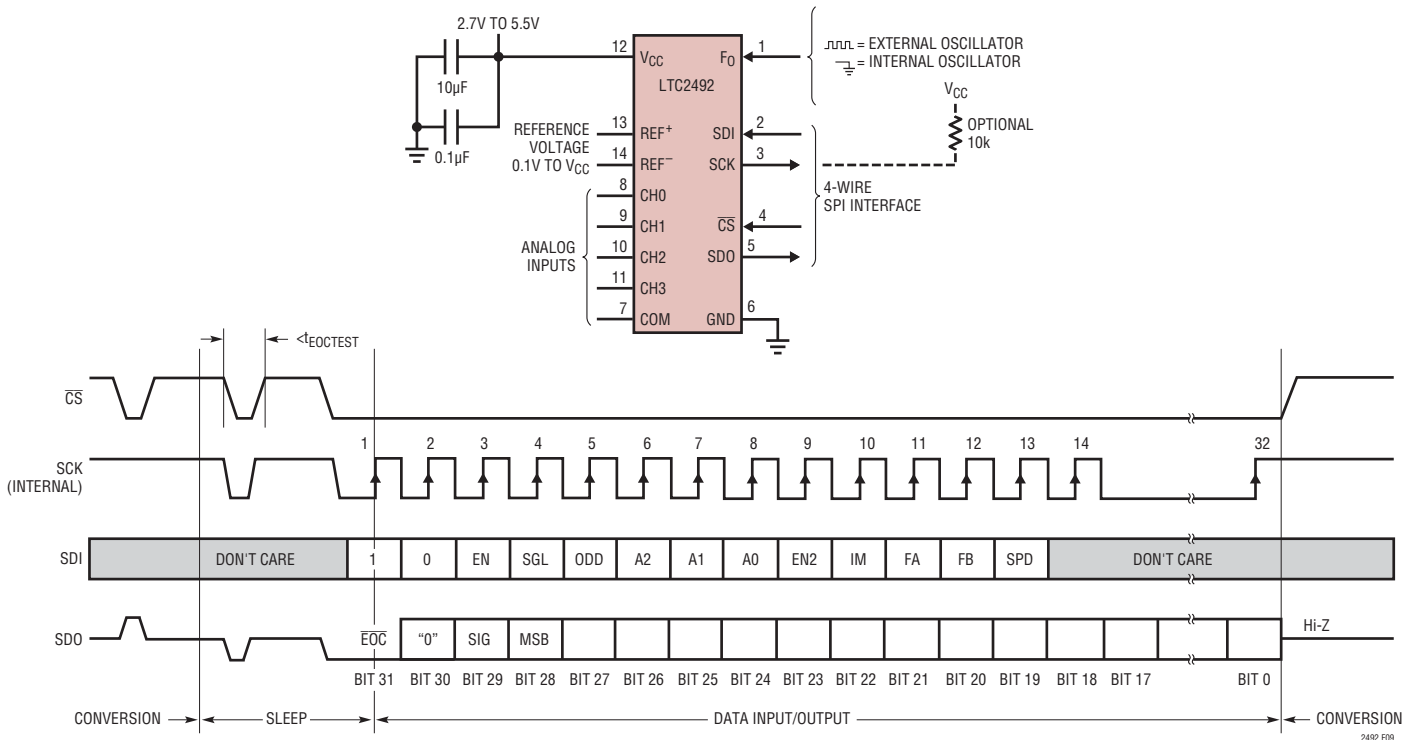 2.7V TO 5.5V
10µF
0.1µF
12
VCC
FO
1
LTC2492
= EXTERNAL OSCILLATOR
= INTERNAL OSCILLATOR
VCC
OPTIONAL
10k
REFERENCE
VOLTAGE
0.1V TO VCC
13
REF+
SDI
2
14
REF−
SCK
3
8
CH0
4-WIRE
SPI INTERFACE
9
CH1
CS
4
ANALOG
INPUTS
10
CH2
SDO
5
11
CH3
7
COM
GND
6
<tEOCTEST
CS
1 2 3 4 5 6 7 8 9 10 11 12 13 14 32
SCK
(INTERNAL)
SDI DON'T CARE 1 0 EN SGL ODD A2 A1 A0 EN2 IM FA FB SPD DON'T CARE
SDO EOC “0” SIG MSB Hi-Z
BIT 31 BIT 30 BIT 29 BIT 28 BIT 27 BIT 26 BIT 25 BIT 24 BIT 23 BIT 22 BIT 21 BIT 20 BIT 19 BIT 18 BIT 17 BIT 0
CONVERSION SLEEP DATA INPUT/OUTPUT CONVERSION
2492 F09